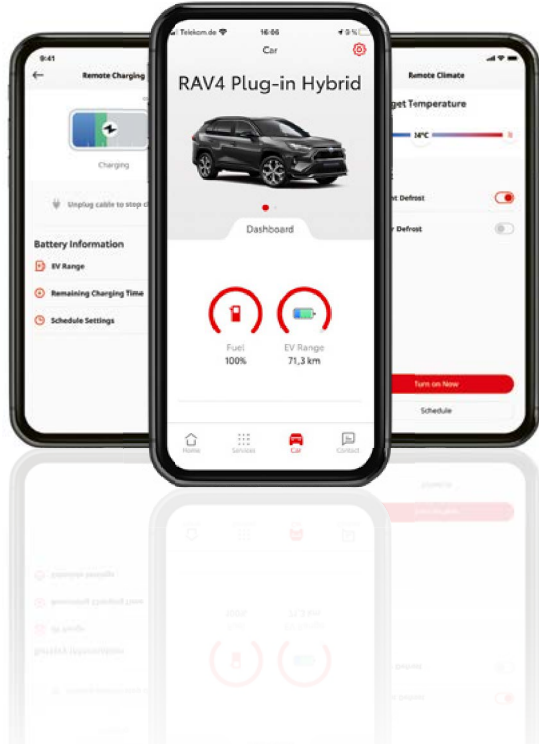 9:41
Remote Charging
Charging
Unplug cable to stop
Battery Information
EV Range
Remaining Charging Time
Schedule Settings
Telekom.de
16:06
Car
RAV4 Plug-in Hybrid
Dashboard
Fuel
100%
EV Range
71,3 km
Home
Services
Car
Contact
Remote Climate
get Temperature
Defrost
Defrost
Turn on Now
Schedule